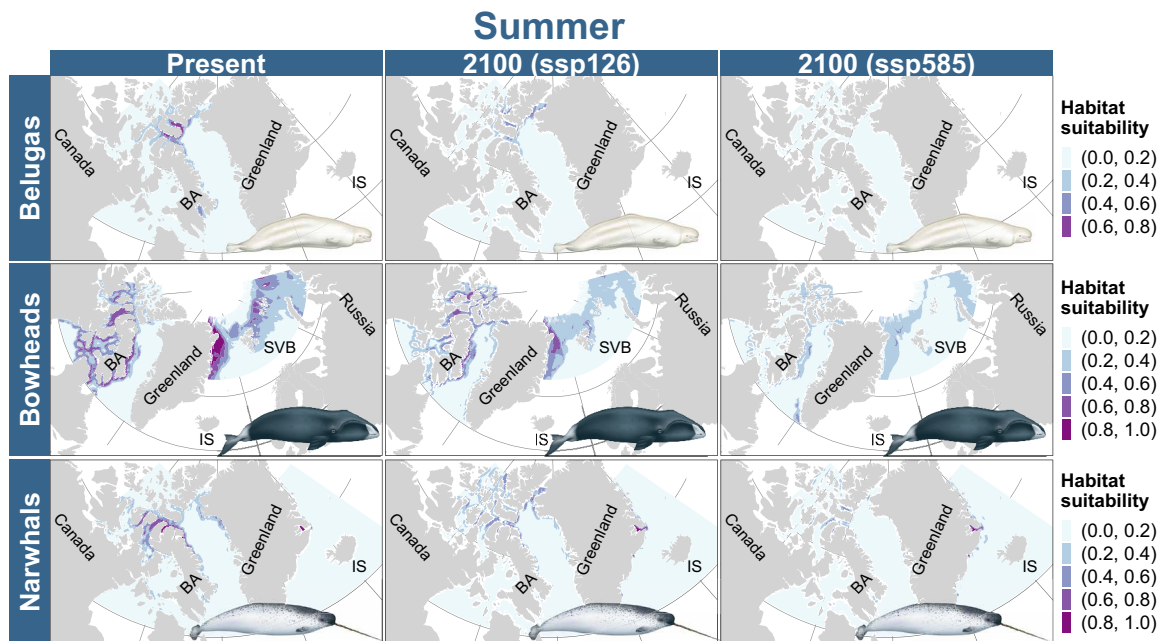 Summer
Present
2100 (ssp126)
2100 (ssp585)
Belugas
Canada
BA
Greenland
IS
Canada
BA
Greenland
IS
Canada
BA
Greenland
IS
Habitat
suitability
(0.0, 0.2)
(0.2, 0.4)
(0.4, 0.6)
(0.6, 0.8)
Bowheads
BA
Greenland
IS
SVB
Russia
BA
Greenland
IS
SVB
Russia
BA
Greenland
IS
SVB
Russia
Habitat
suitability
(0.0, 0.2)
(0.2, 0.4)
(0.4, 0.6)
(0.6, 0.8)
(0.8, 1.0)
Narwhals
Canada
BA
Greenland
IS
Canada
BA
Greenland
IS
Canada
BA
Greenland
IS
Habitat
suitability
(0.0, 0.2)
(0.2, 0.4)
(0.4, 0.6)
(0.6, 0.8)
(0.8, 1.0)